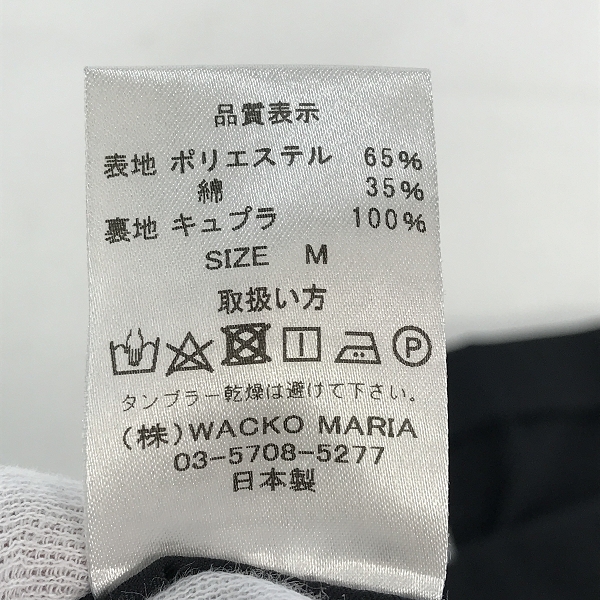 品質表示
表地 ポリエステル 65%
綿 35%
裏地 キュプラ 100%
SIZE M
取扱い方
P
タンブラー乾燥は避けて下さい。
(株)WACKO MARIA
03-5708-5277
日本製